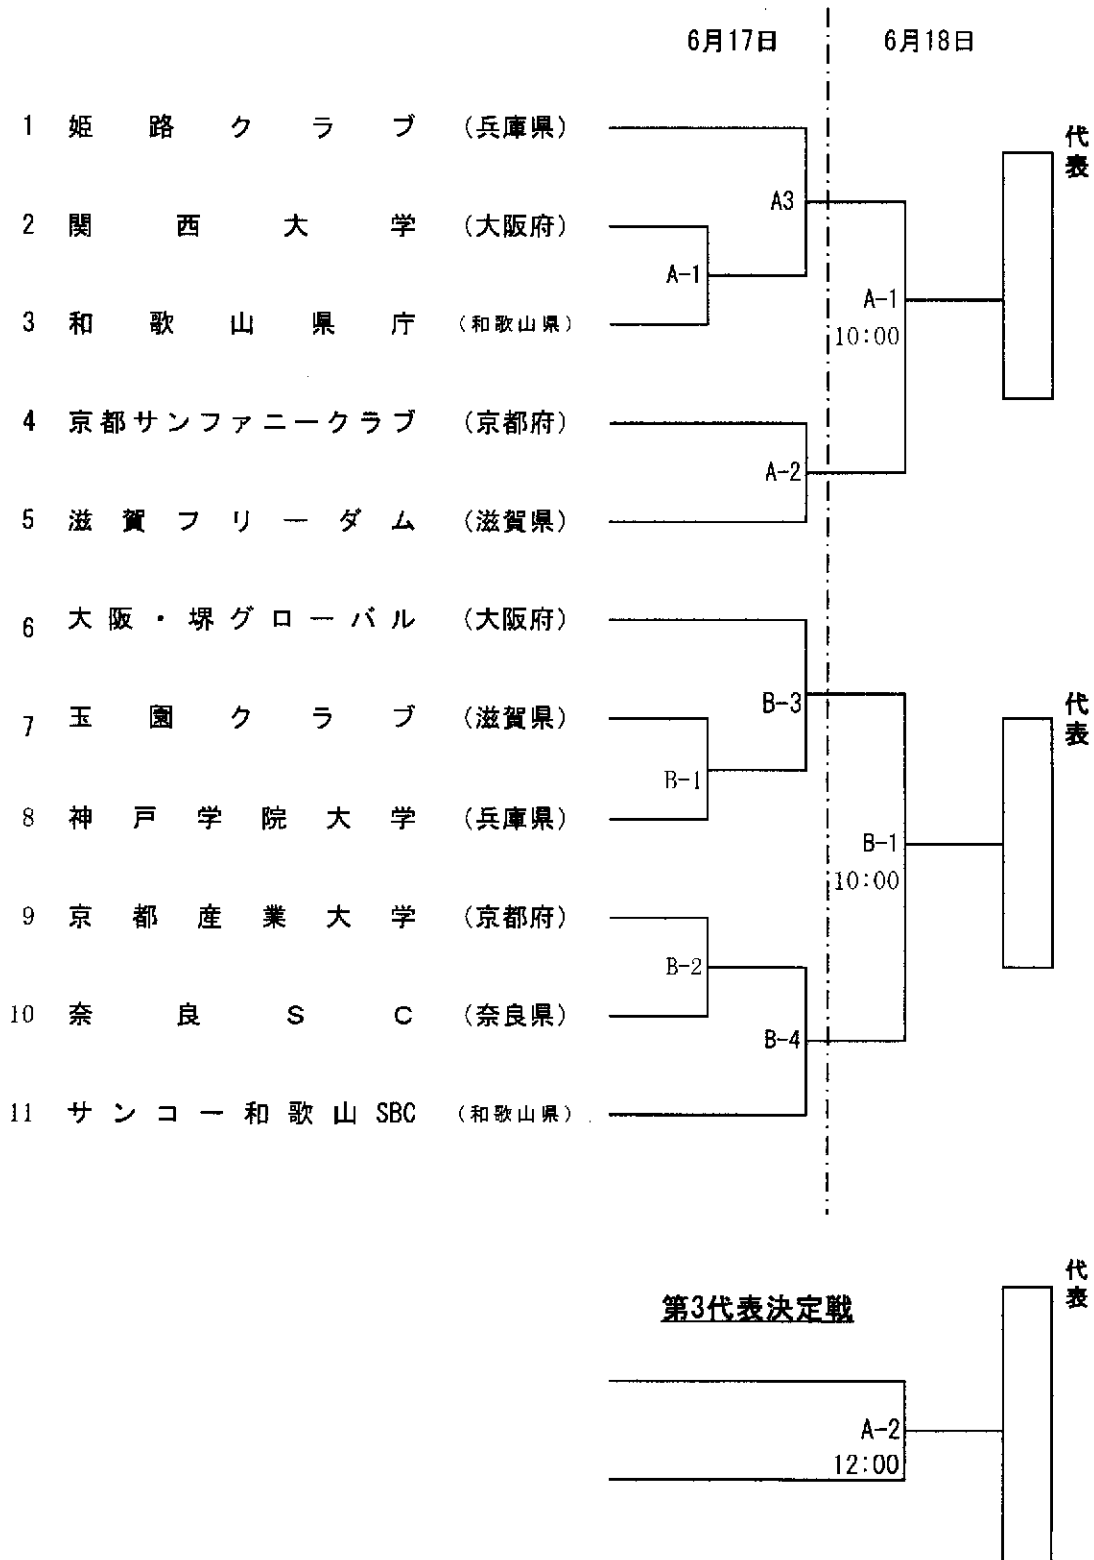 6月17日 6月18日
1 姫路クラブ (兵庫県)
代表
A3
2 関西大学 (大阪府)
A-1
A-1
3 和歌山県庁 (和歌山県)
10:00
4 京都サンファニークラブ (京都府)
A-2
5 滋賀フリーダム (滋賀県)
6 大阪・堺グローバル (大阪府)
B-3
代表
7 玉園クラブ (滋賀県)
B-1
8 神戸学院大学 (兵庫県)
B-1
10:00
9 京都産業大学 (京都府)
B-2
10 奈良SC (奈良県)
B-4
11 サンコー和歌山SBC (和歌山県)
代表
第3代表決定戦
A-2
12:00